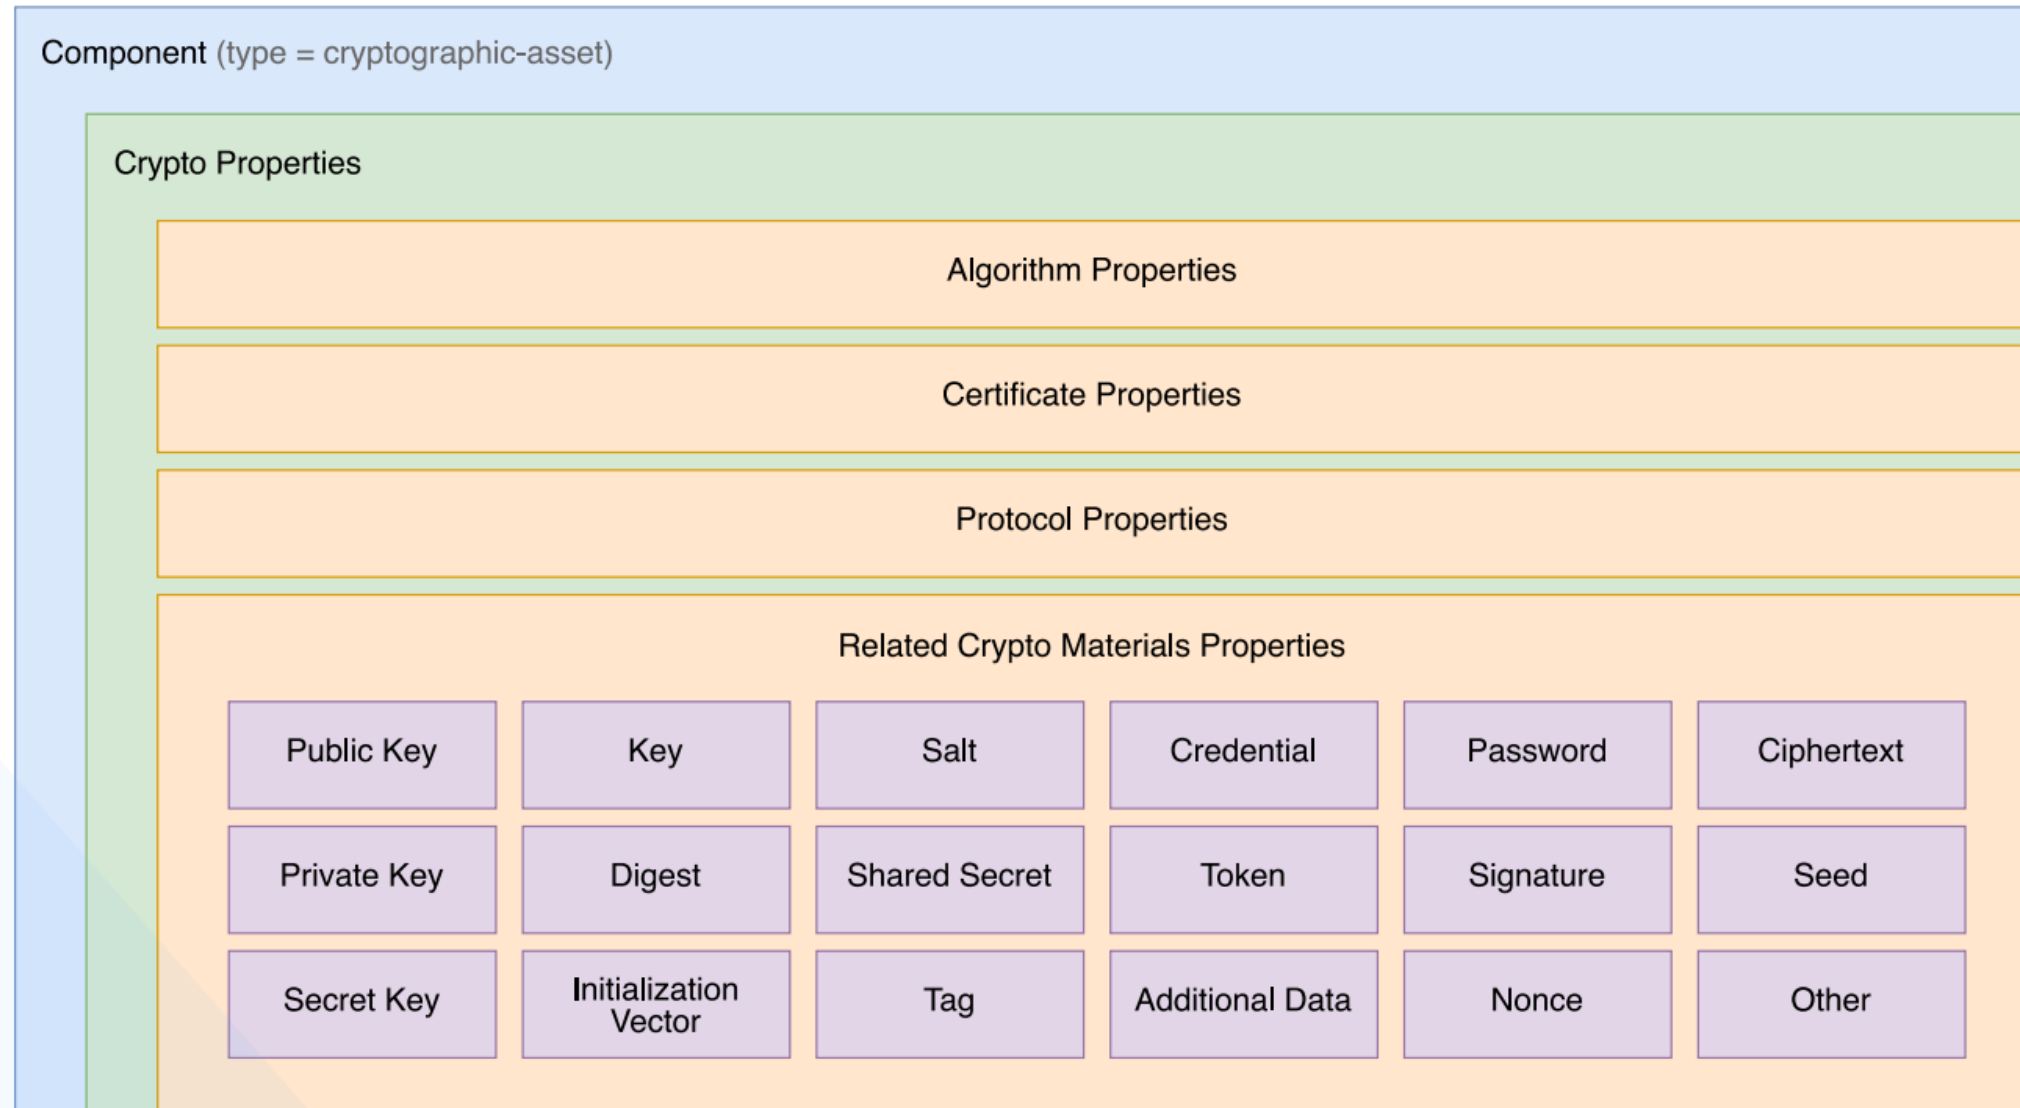 Component (type = cryptographic-asset)
Crypto Properties
Algorithm Properties
Certificate Properties
Protocol Properties
Related Crypto Materials Properties
Public Key
Key
Salt
Credential
Password
Ciphertext
Private Key
Digest
Shared Secret
Token
Signature
Seed
Secret Key
Initialization
Vector
Tag
Additional Data
Nonce
Other